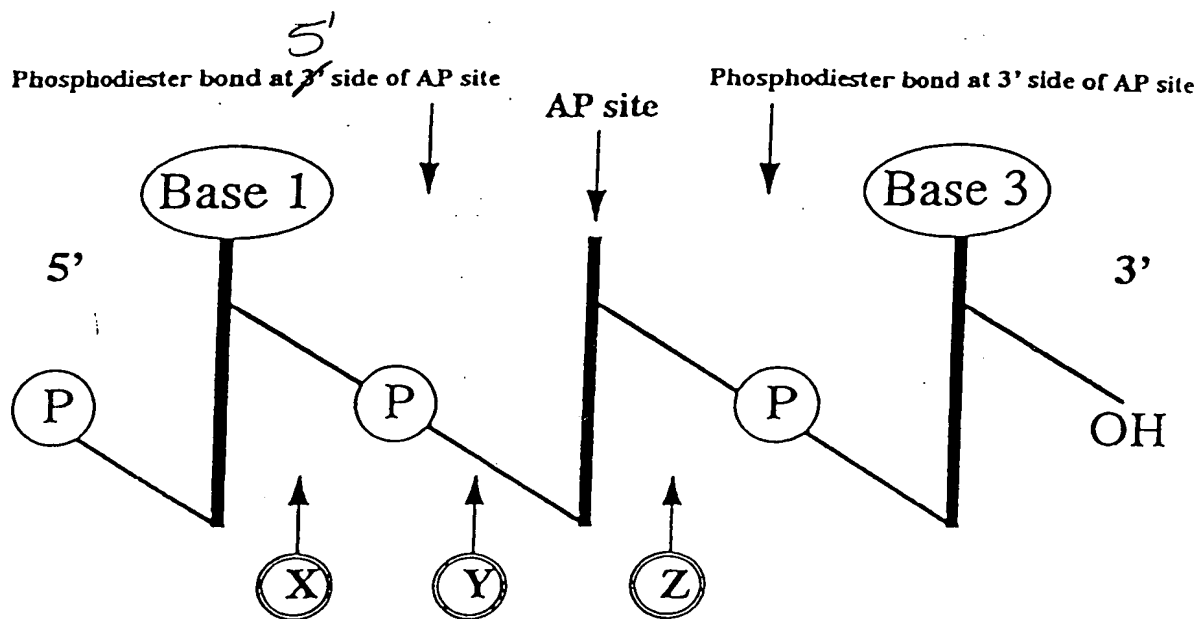 5'
Phosphodiester bond at 3' side of AP site
Phosphodiester bond at 3' side of AP site
AP site
Base 1
Base 3
5'
3'
P
P
P
OH
X
Y
Z